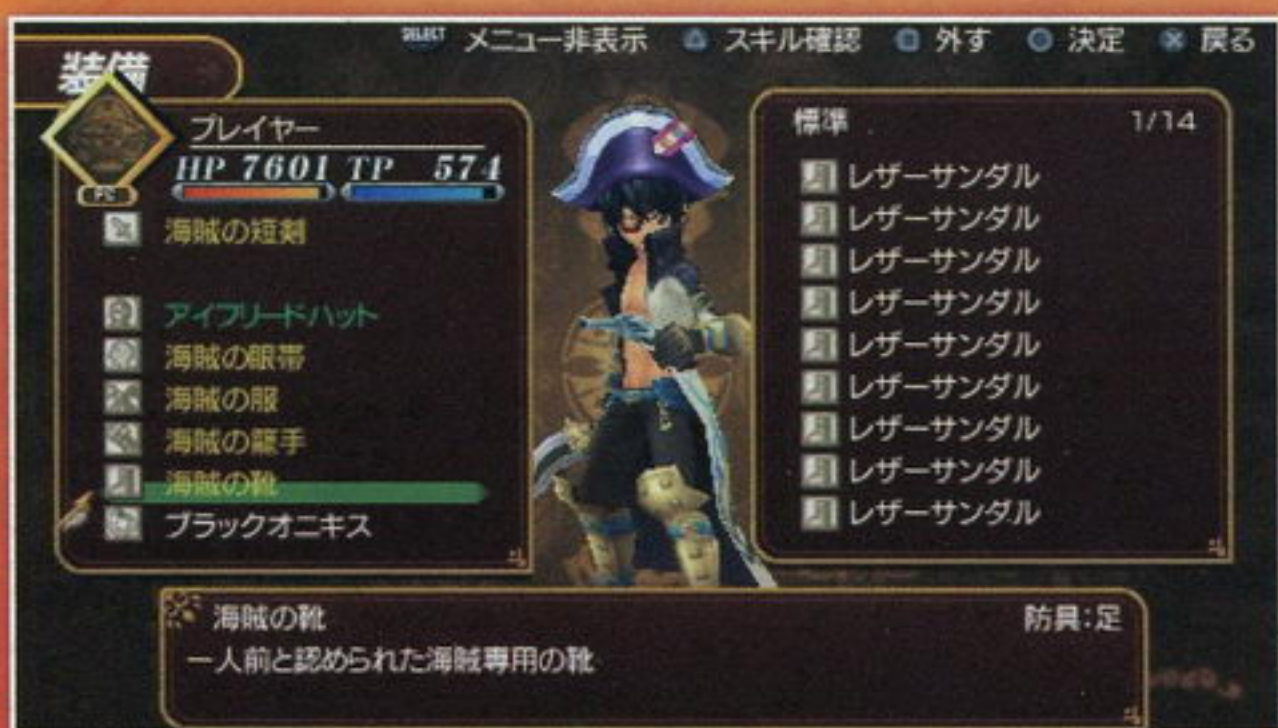 SELECT メニュー非表示 △ スキル確認 □ 外す ○ 決定 × 戻る
装備
プレイヤー
HP 7601 TP 574
PC
海賊の短剣
アイフリードハット
海賊の眼帯
海賊の服
海賊の籠手
海賊の靴
ブラックオニキス
標準 1/14
レザーサンダル
レザーサンダル
レザーサンダル
レザーサンダル
レザーサンダル
レザーサンダル
レザーサンダル
レザーサンダル
レザーサンダル
海賊の靴 防具:足
一人前と認められた海賊専用の靴